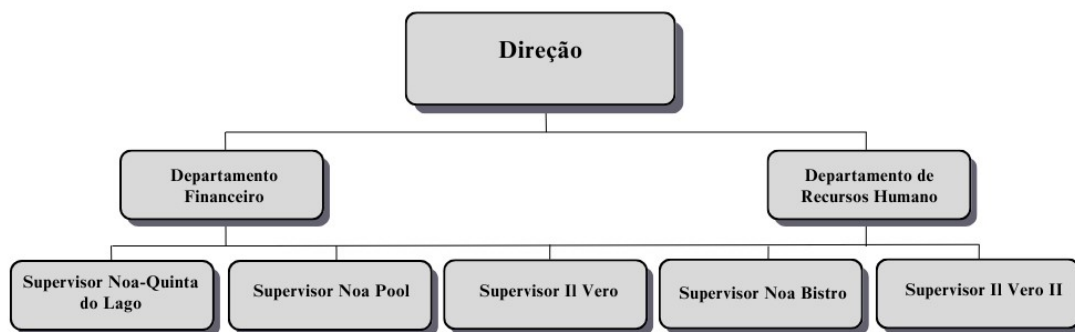 Direção
Departamento
Financeiro
Departamento de
Recursos Humano
Supervisor Noa-Quinta
do Lago
Supervisor Noa Pool
Supervisor Il Vero
Supervisor Noa Bistro
Supervisor Il Vero II